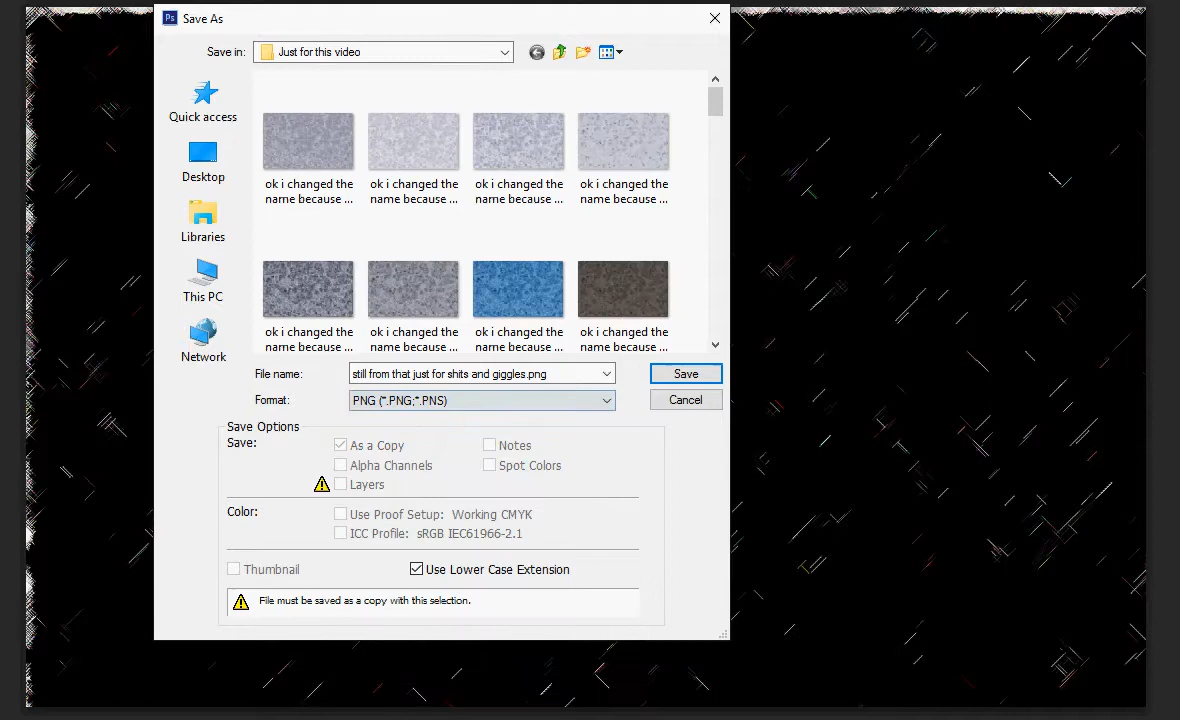 Ps Save As
Save in: Just for this video
Quick access
Desktop
Libraries
This PC
Network
ok i changed the name because ...
ok i changed the name because ...
ok i changed the name because ...
ok i changed the name because ...
ok i changed the name because ...
ok i changed the name because ...
ok i changed the name because ...
ok i changed the name because ...
File name: still from that just for shits and giggles.png Save
Format: PNG (*.PNG;*.PNS) Cancel
Save Options
Save: As a Copy Notes
Alpha Channels Spot Colors
Layers
Color: Use Proof Setup: Working CMYK
ICC Profile: sRGB IEC61966-2.1
Thumbnail Use Lower Case Extension
File must be saved as a copy with this selection.